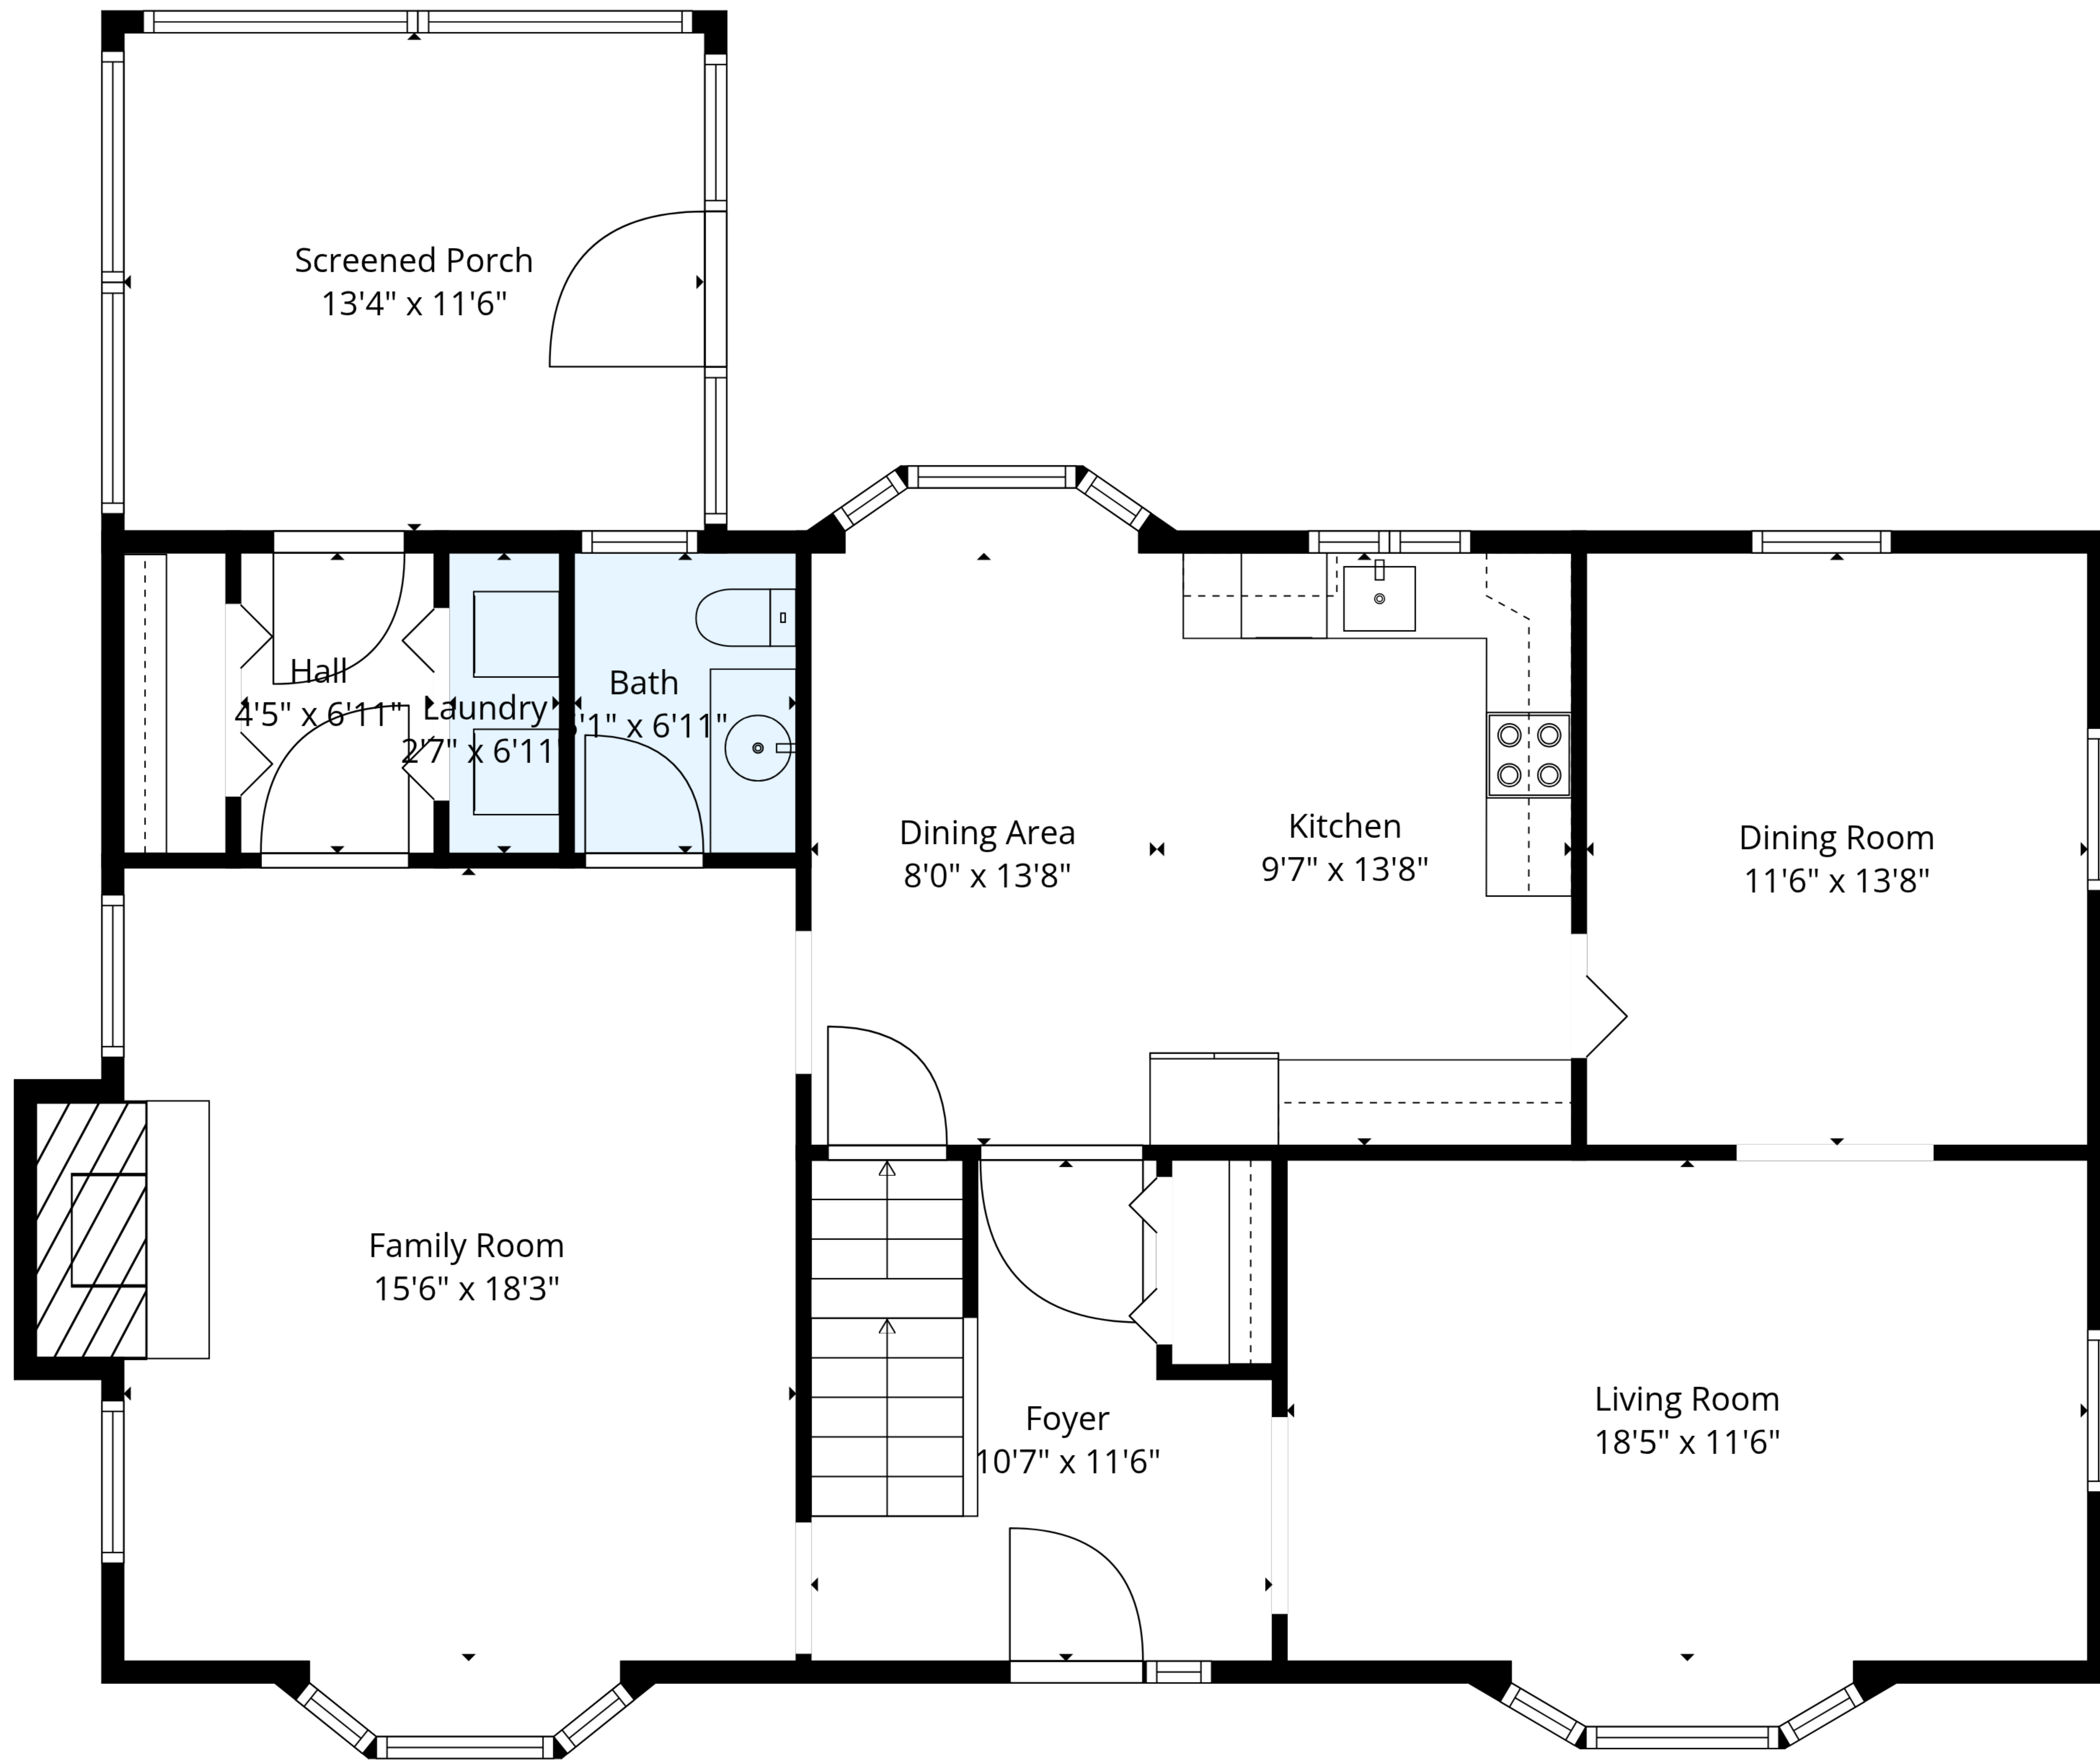 Screened Porch
13'4" x 11'6"
Hall
4'5" x 6'11"
Laundry
2'7" x 6'11"
Bath
x 6'11"
Dining Area
8'0" x 13'8"
Kitchen
9'7" x 13'8"
Dining Room
11'6" x 13'8"
Family Room
15'6" x 18'3"
Foyer
10'7" x 11'6"
Living Room
18'5" x 11'6"